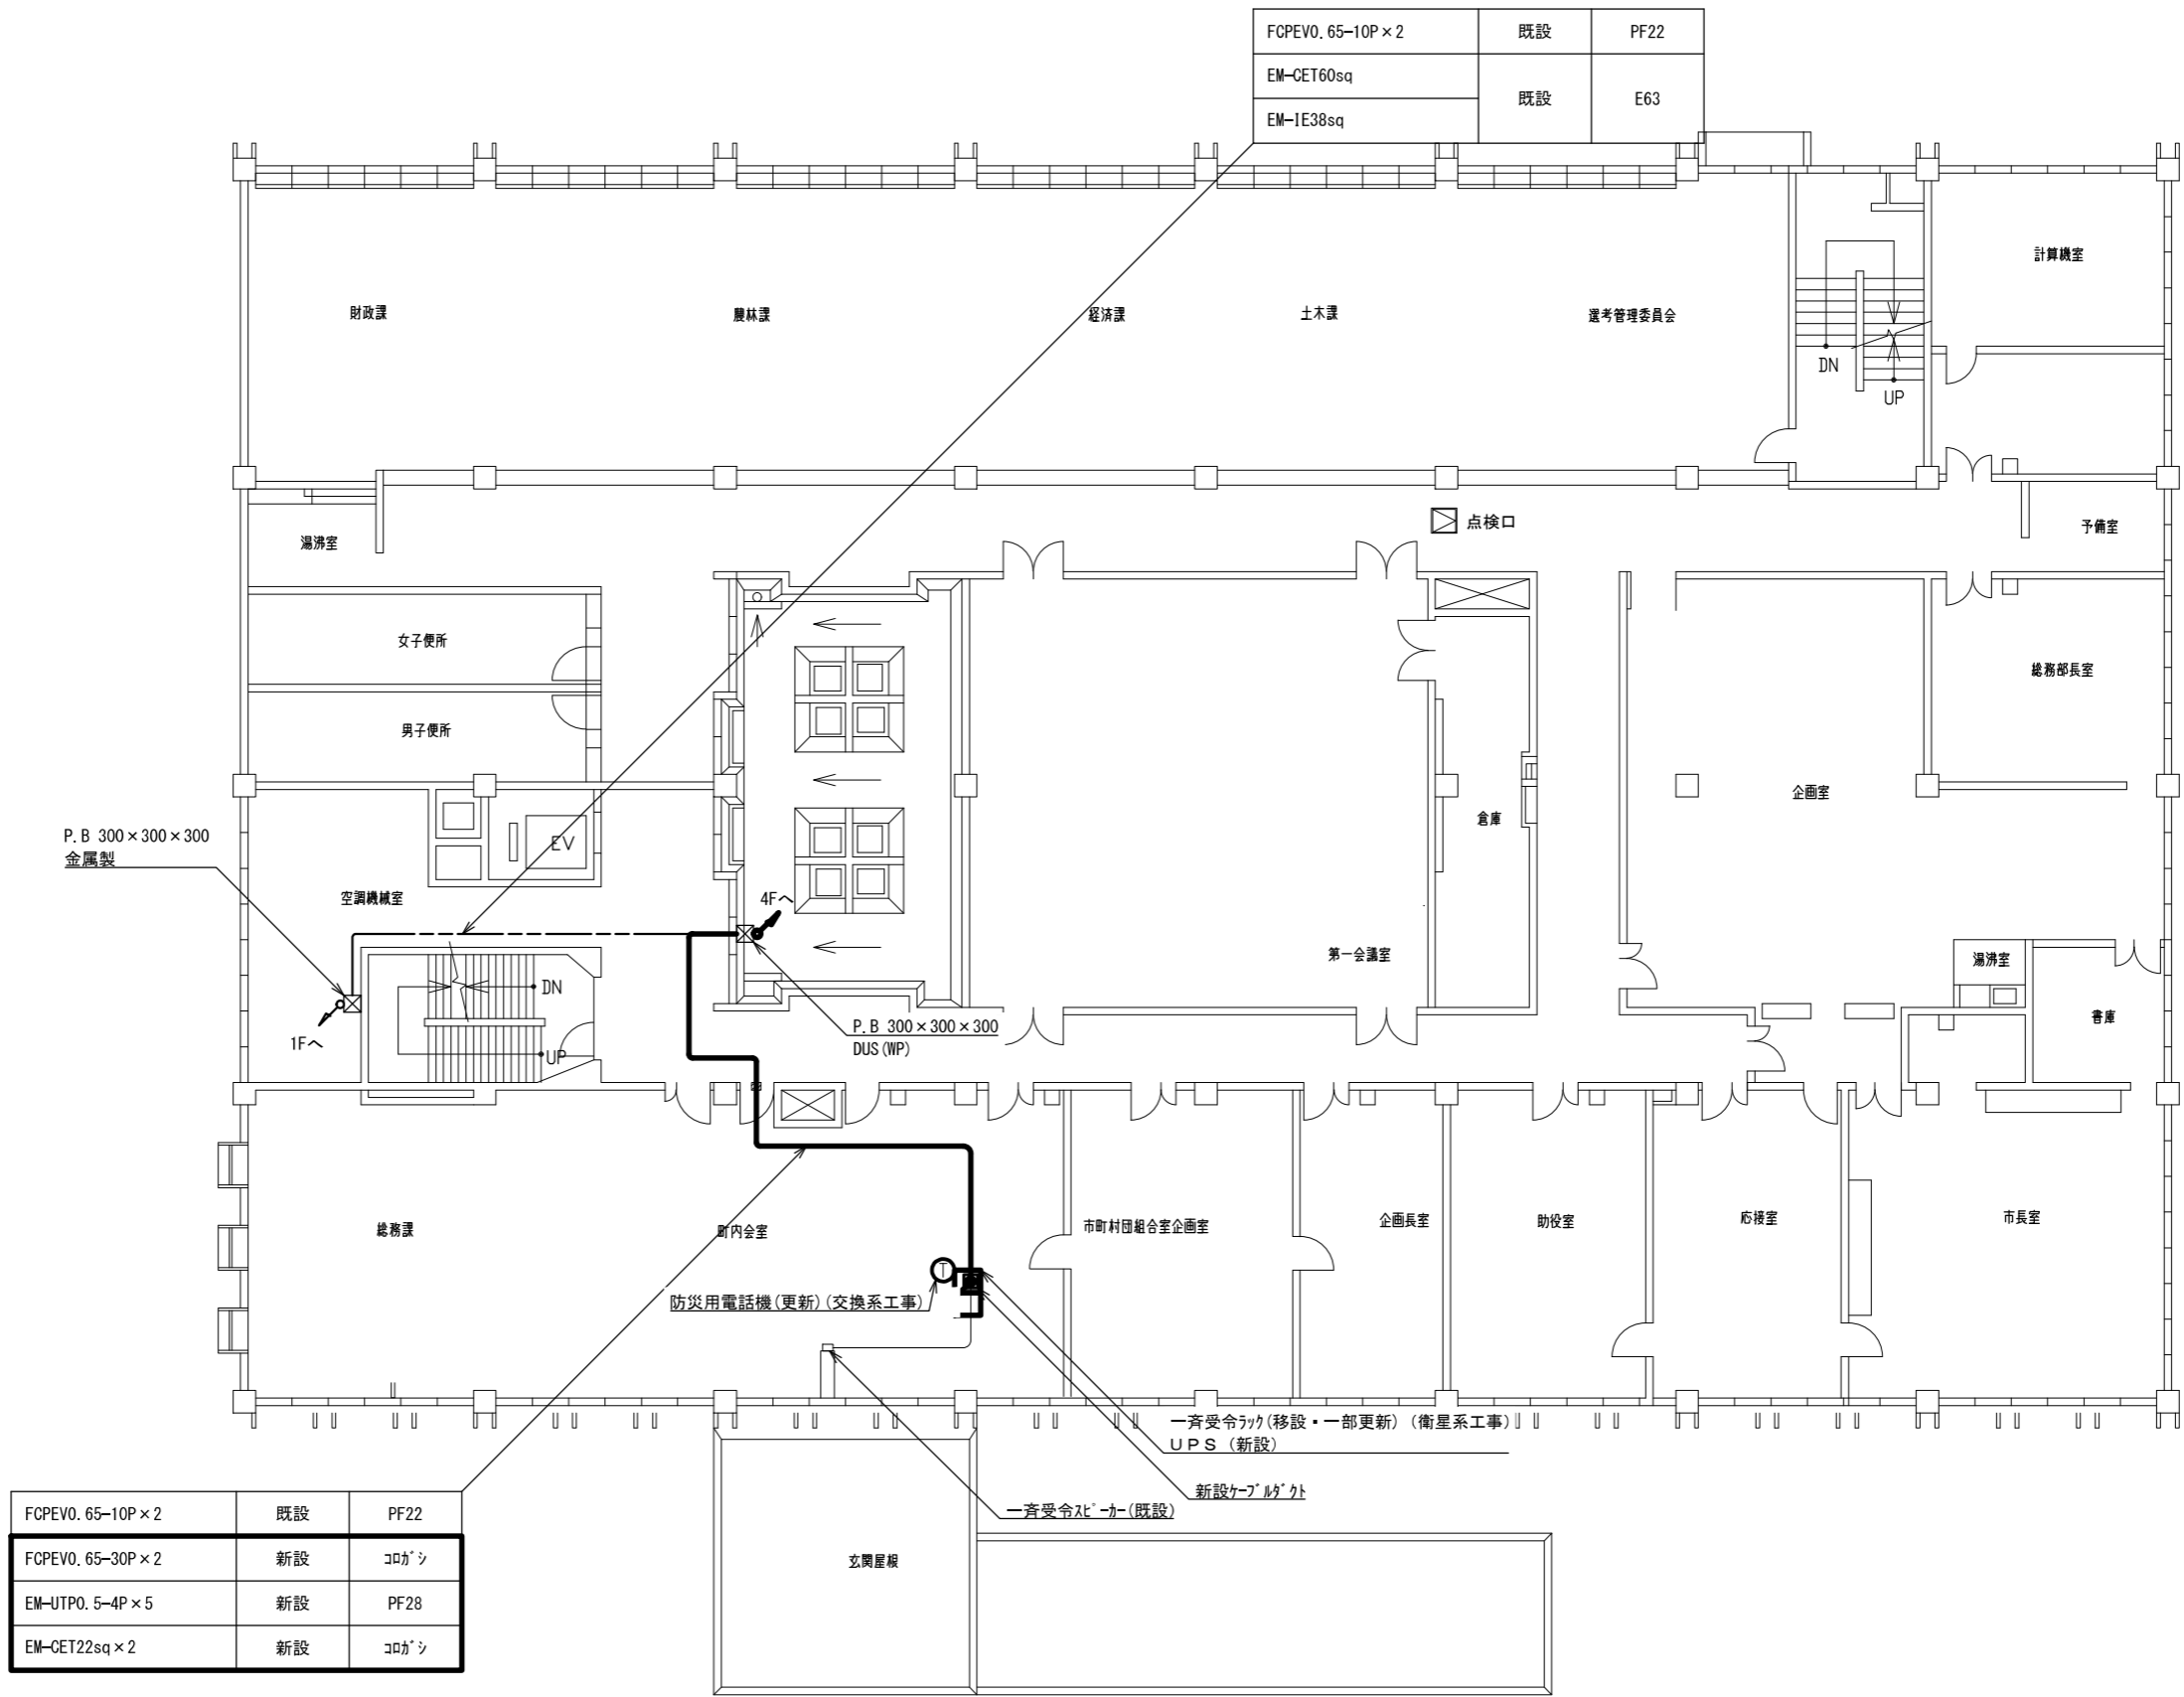 FCPEV0.65-10P×2 既設 PF22
EM-CET60sq 既設 E63
EM-IE38sq
計算機室
財政課 農林課 経済課 土木課 選考管理委員会
DN
UP
点検口
予備室
湯沸室
女子便所
総務部長室
男子便所
企画室
倉庫
P.B 300×300×300
金属製
EV
空調機械室
4Fへ
第一会議室
湯沸室
DN
書庫
P.B 300×300×300
DUS(WP)
1Fへ
UP
総務課 町内会室 市町村団組合室企画室 企画長室 助役室 応接室 市長室
T
防災用電話機(更新)(交換系工事)
一斉受令ﾗｯｸ(移設・一部更新)(衛星系工事)
UPS(新設)
新設ｹｰﾌﾞﾙﾀﾞｸﾄ
一斉受令ｽﾋﾟｰｶｰ(既設)
FCPEV0.65-10P×2 既設 PF22
FCPEV0.65-30P×2 新設 ｺﾛｶﾞｼ
EM-UTP0.5-4P×5 新設 PF28
EM-CET22sq×2 新設 ｺﾛｶﾞｼ
玄関屋根